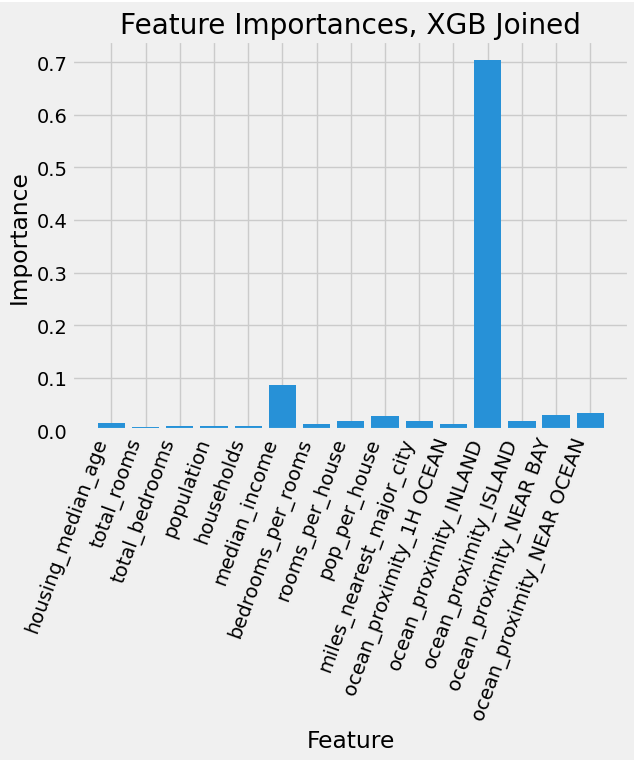 Feature Importances, XGB Joined
Importance
0.7
0.6
0.5
0.4
0.3
0.2
0.1
0.0
housing_median_age
total_rooms
total_bedrooms
population
households
median_income
bedrooms_per_rooms
rooms_per_house
pop_per_house
miles_nearest_major_city
ocean_proximity_1H OCEAN
ocean_proximity_INLAND
ocean_proximity_ISLAND
ocean_proximity_NEAR BAY
ocean_proximity_NEAR OCEAN
Feature